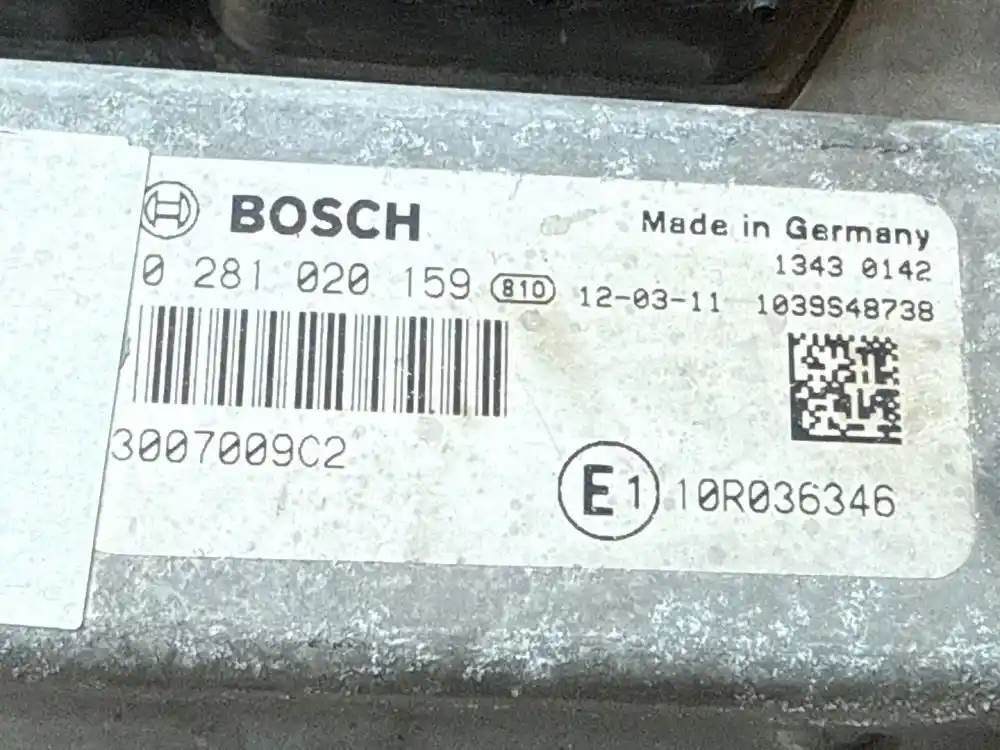 BOSCH
Made in Germany
1343 0142
0 281 020 159 810 12-03-11 1039S48738
3007009C2
E1 10R036346